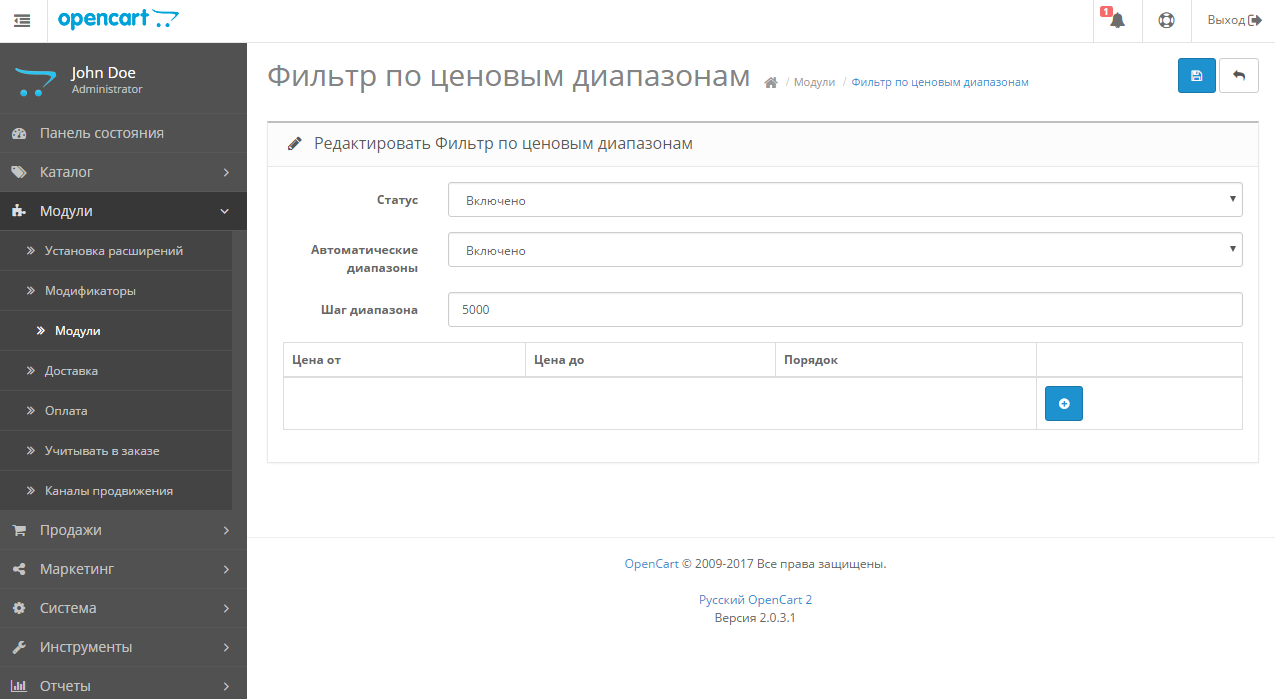 opencart
1
Выход
John Doe
Administrator
Панель состояния
Каталог
Модули
Установка расширений
Модификаторы
Модули
Доставка
Оплата
Учитывать в заказе
Каналы продвижения
Продажи
Маркетинг
Система
Инструменты
Отчеты
Фильтр по ценовым диапазонам
/ Модули / Фильтр по ценовым диапазонам
Редактировать Фильтр по ценовым диапазонам
Статус
Включено
Автоматические
диапазоны
Включено
Шаг диапазона
5000
Цена от Цена до Порядок
OpenCart © 2009-2017 Все права защищены.
Русский OpenCart 2
Версия 2.0.3.1